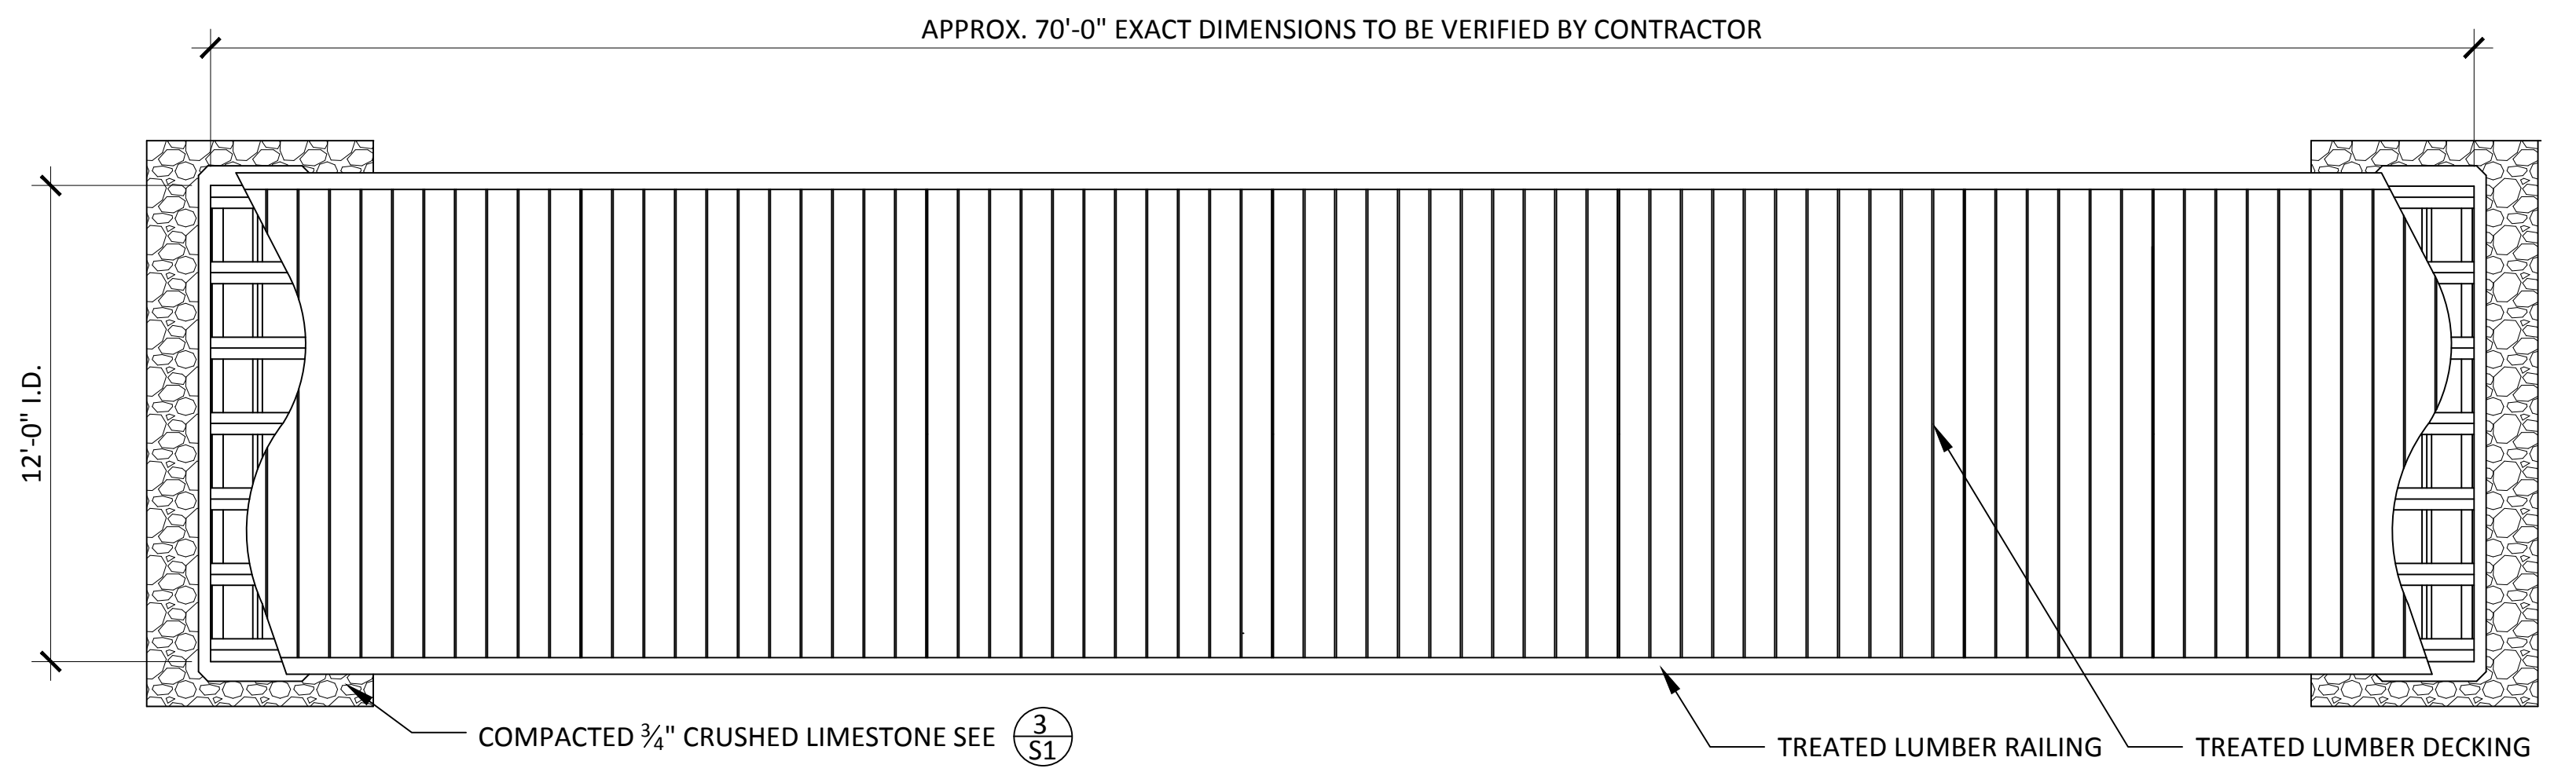 APPROX. 70'-0" EXACT DIMENSIONS TO BE VERIFIED BY CONTRACTOR
12'-0" I.D.
COMPACTED ¾" CRUSHED LIMESTONE SEE
3
S1
TREATED LUMBER RAILING
TREATED LUMBER DECKING